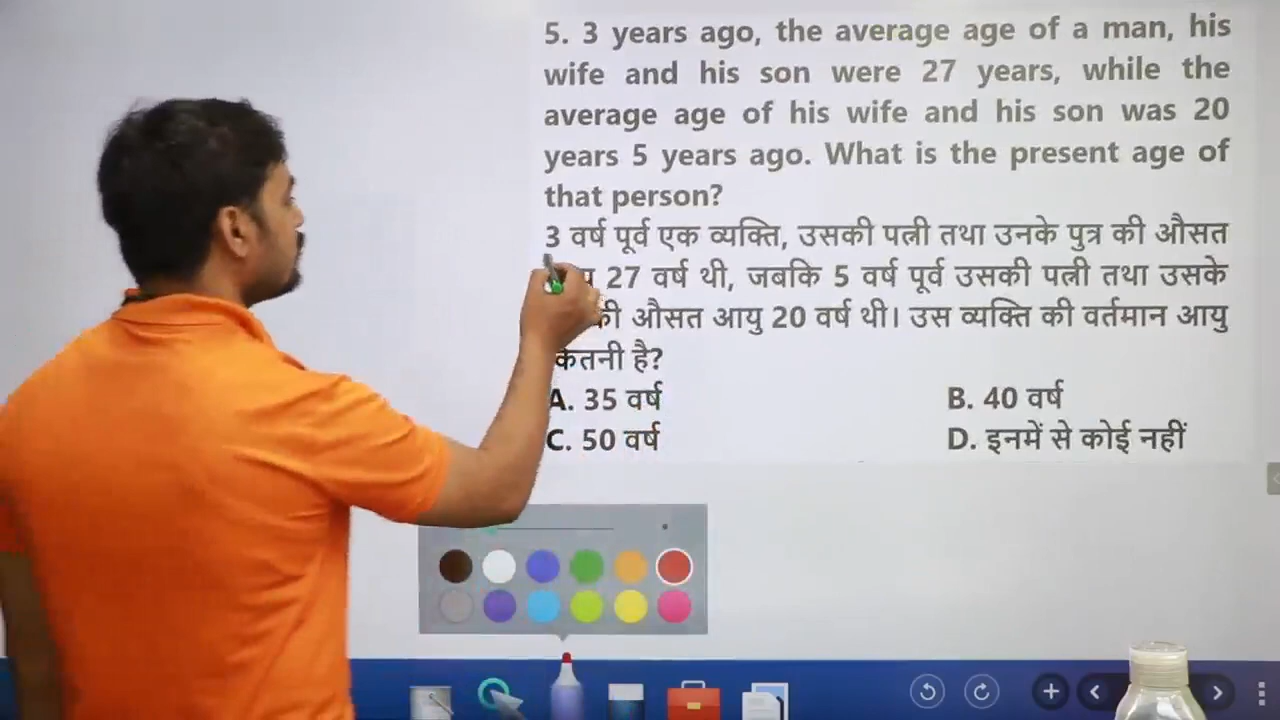 5. 3 years ago, the average age of a man, his
wife and his son were 27 years, while the
average age of his wife and his son was 20
years 5 years ago. What is the present age of
that person?
3 वर्ष पूर्व एक व्यक्ति, उसकी पत्नी तथा उनके पुत्र की औसत
27 वर्ष थी, जबकि 5 वर्ष पूर्व उसकी पत्नी तथा उसके
की औसत आयु 20 वर्ष थी। उस व्यक्ति की वर्तमान आयु
है?
A. 35 वर्ष
B. 40 वर्ष
C. 50 वर्ष
D. इनमें से कोई नहीं